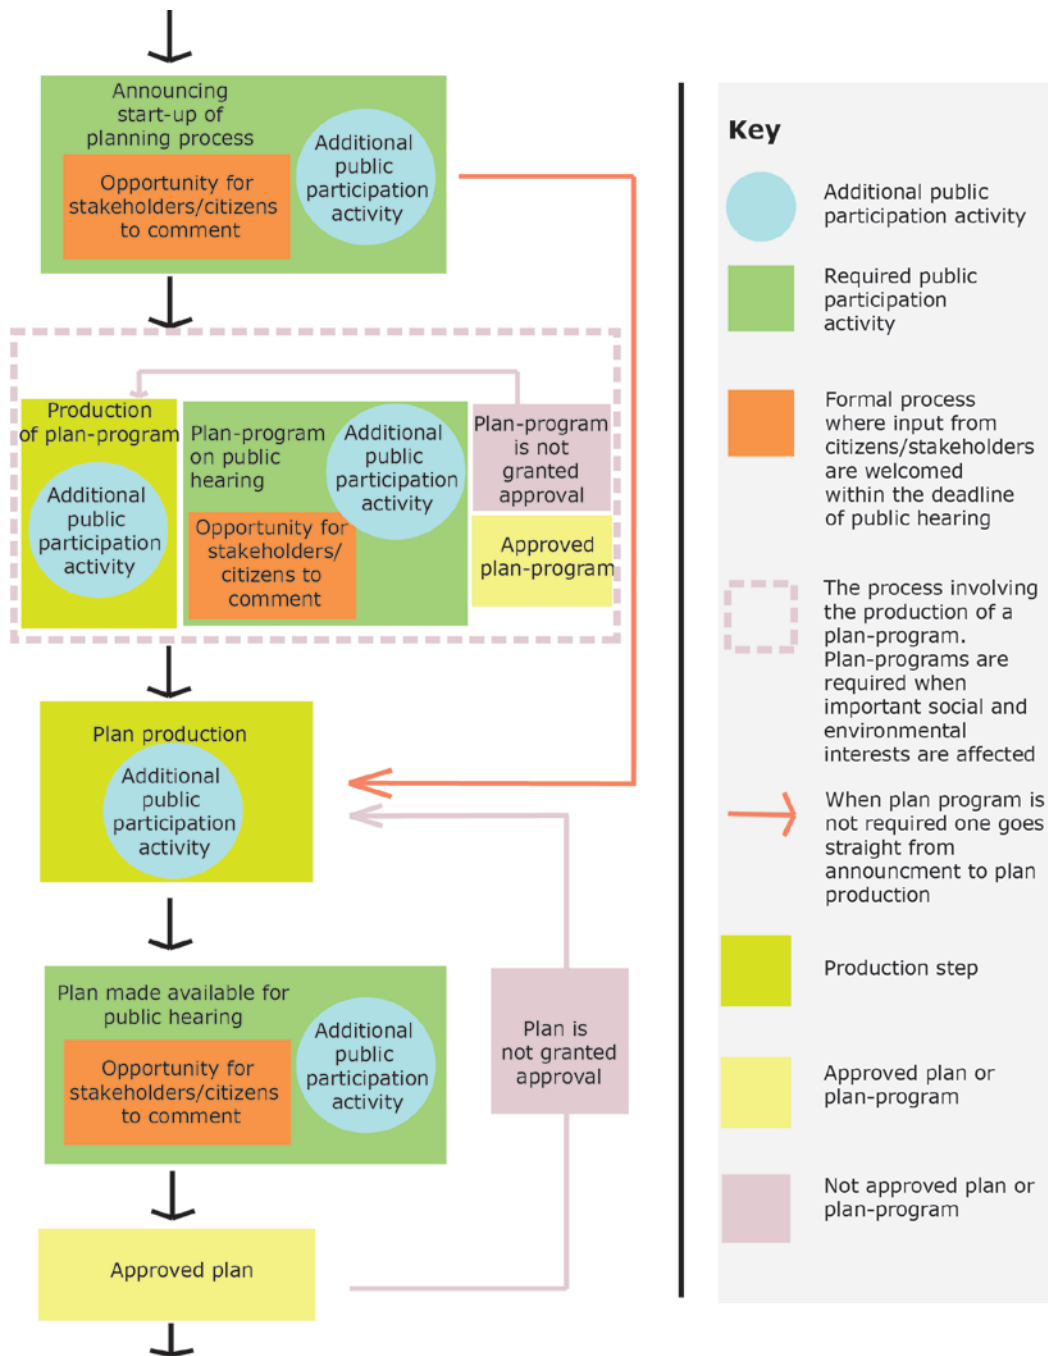 Announcing
start-up of
planning process
Opportunity for
stakeholders/citizens
to comment
Additional
public
participation
activity
Production
of plan-program
Additional
public
participation
activity
Plan-program
on public
hearing
Additional
public
participation
activity
Opportunity for
stakeholders/
citizens to
comment
Plan-program
is not
granted
approval
Approved
plan-program
Plan production
Additional
public
participation
activity
Plan made available for
public hearing
Opportunity for
stakeholders/citizens
to comment
Additional
public
participation
activity
Plan is
not granted
approval
Approved plan
Key
Additional public
participation activity
Required public
participation
activity
Formal process
where input from
citizens/stakeholders
are welcomed
within the deadline
of public hearing
The process involving
the production of a
plan-program.
Plan-programs are
required when
important social and
environmental
interests are affected
When plan program is
not required one goes
straight from
announcment to plan
production
Production step
Approved plan or
plan-program
Not approved plan or
plan-program